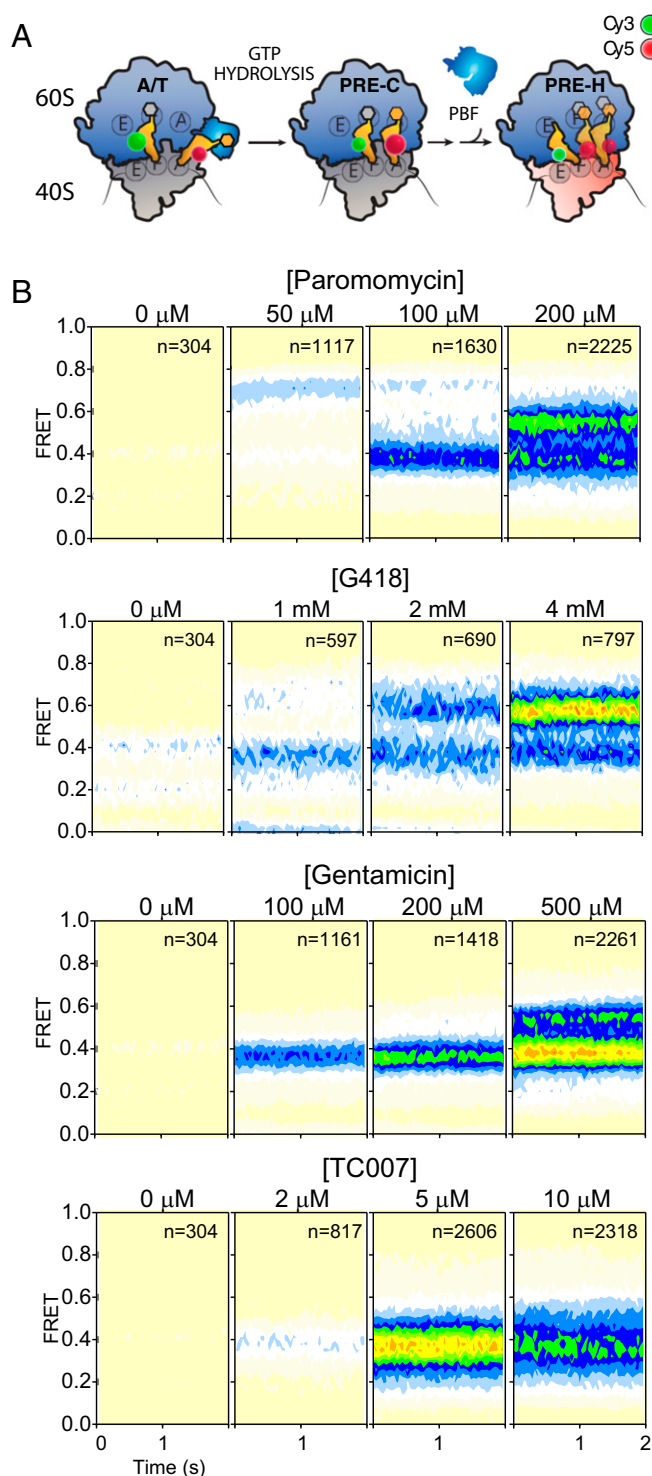 A
Cy3
Cy5
GTP
HYDROLYSIS
60S
A/T
PRE-C
PBF
PRE-H
E
A
E
E
E
40S
B
[Paromomycin]
0 μM 50 μM 100 μM 200 μM
n=304 n=1117 n=1630 n=2225
1.0
0.8
0.6
0.4
0.2
0.0
FRET
[G418]
0 μM 1 mM 2 mM 4 mM
n=304 n=597 n=690 n=797
1.0
0.8
0.6
0.4
0.2
0.0
FRET
[Gentamicin]
0 μM 100 μM 200 μM 500 μM
n=304 n=1161 n=1418 n=2261
1.0
0.8
0.6
0.4
0.2
0.0
FRET
[TC007]
0 μM 2 μM 5 μM 10 μM
n=304 n=817 n=2606 n=2318
1.0
0.8
0.6
0.4
0.2
0.0
FRET
0 1 1 1 1 2
Time (s)